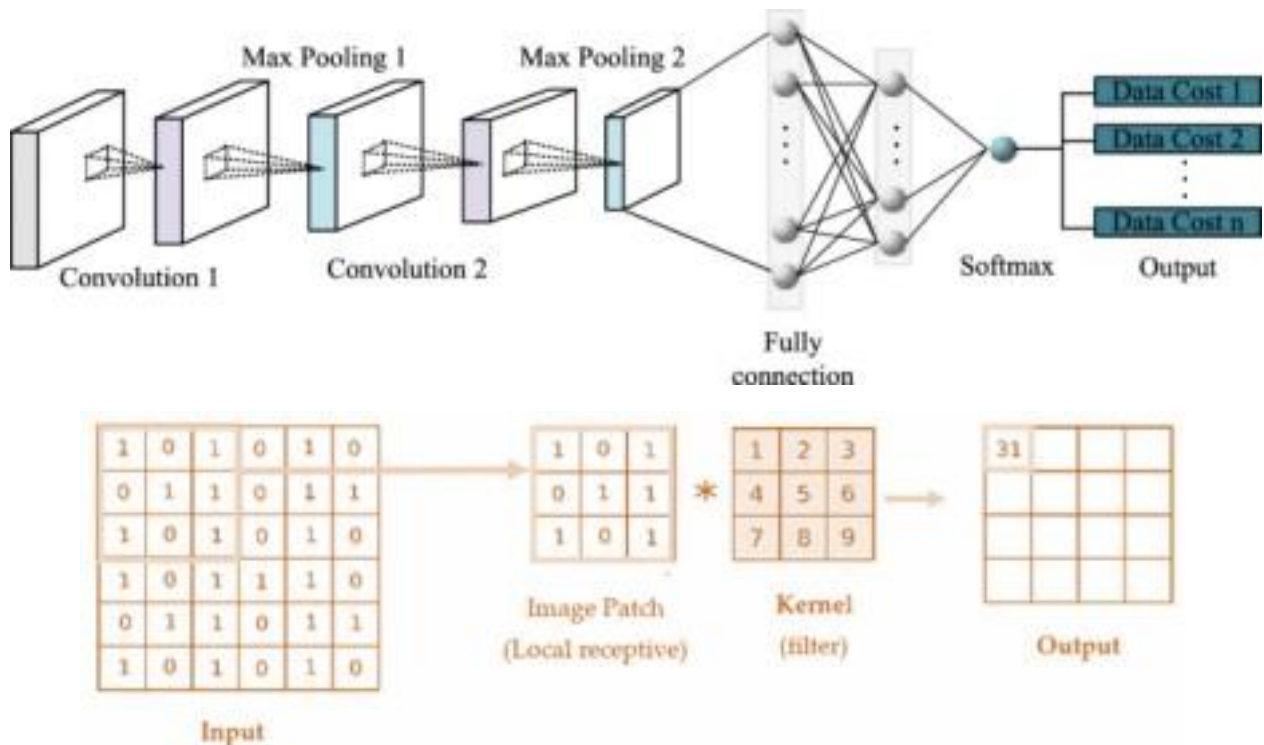 Max Pooling 1
Max Pooling 2
Data Cost 1
Data Cost 2
Data Cost n
Convolution 1
Convolution 2
Softmax
Output
Fully
connection
1 0 1 0 1 0
0 1 1 0 1 1
1 0 1 0 1 0
1 0 1 1 1 0
0 1 1 0 1 1
1 0 1 0 1 0
Input
1 0 1
0 1 1
1 0 1
Image Patch
(Local receptive)
*
1 2 3
4 5 6
7 8 9
Kernel
(filter)
31
Output